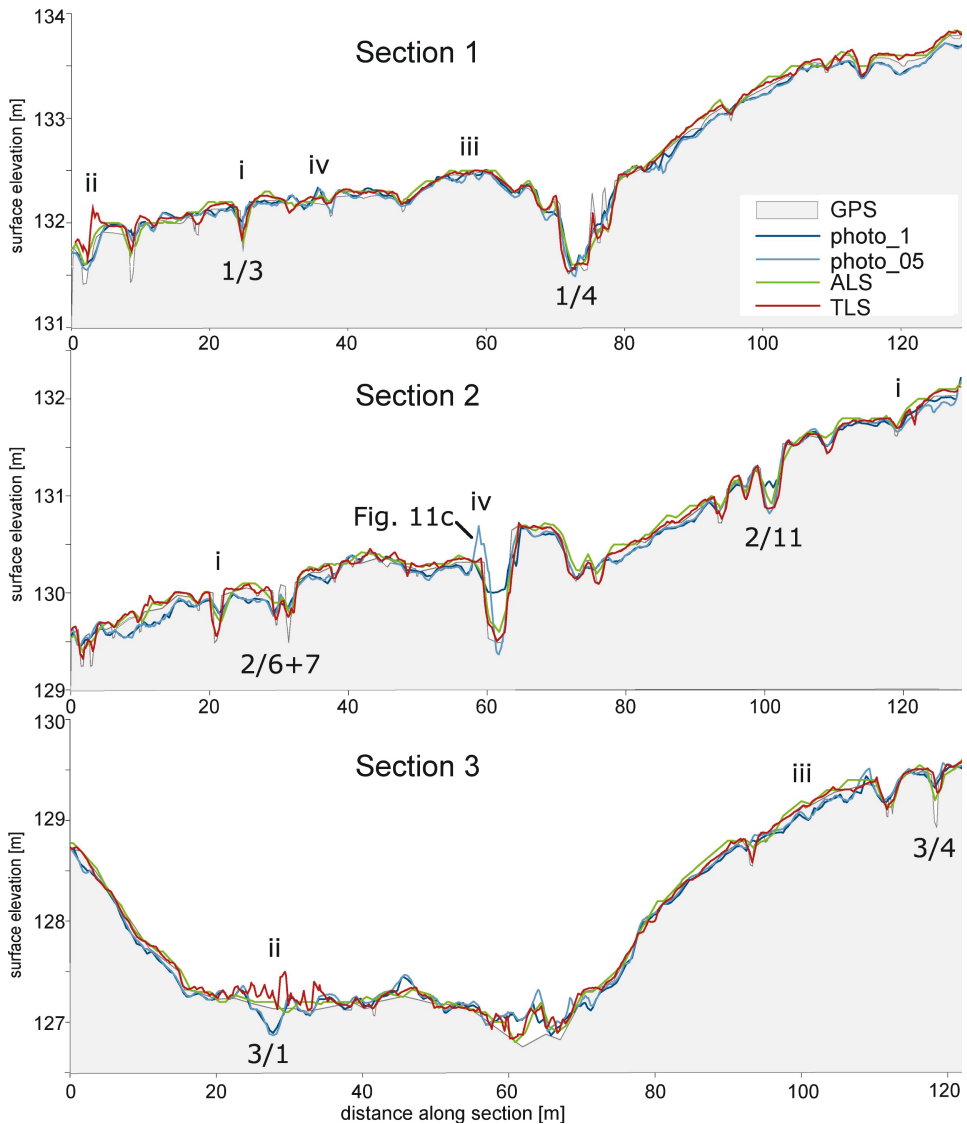 134
Section 1
133
surface elevation [m]
iii
ii
i
iv
132
GPS
photo_1
photo_05
ALS
TLS
1/3
1/4
131
0
20
40
60
80
100
120
132
Section 2
i
surface elevation [m]
131
iv
Fig. 11c
2/11
i
130
2/6+7
129
0
20
40
60
80
100
120
130
Section 3
iii
129
surface elevation [m]
3/4
128
ii
127
3/1
0
20
40
60
80
100
120
distance along section [m]